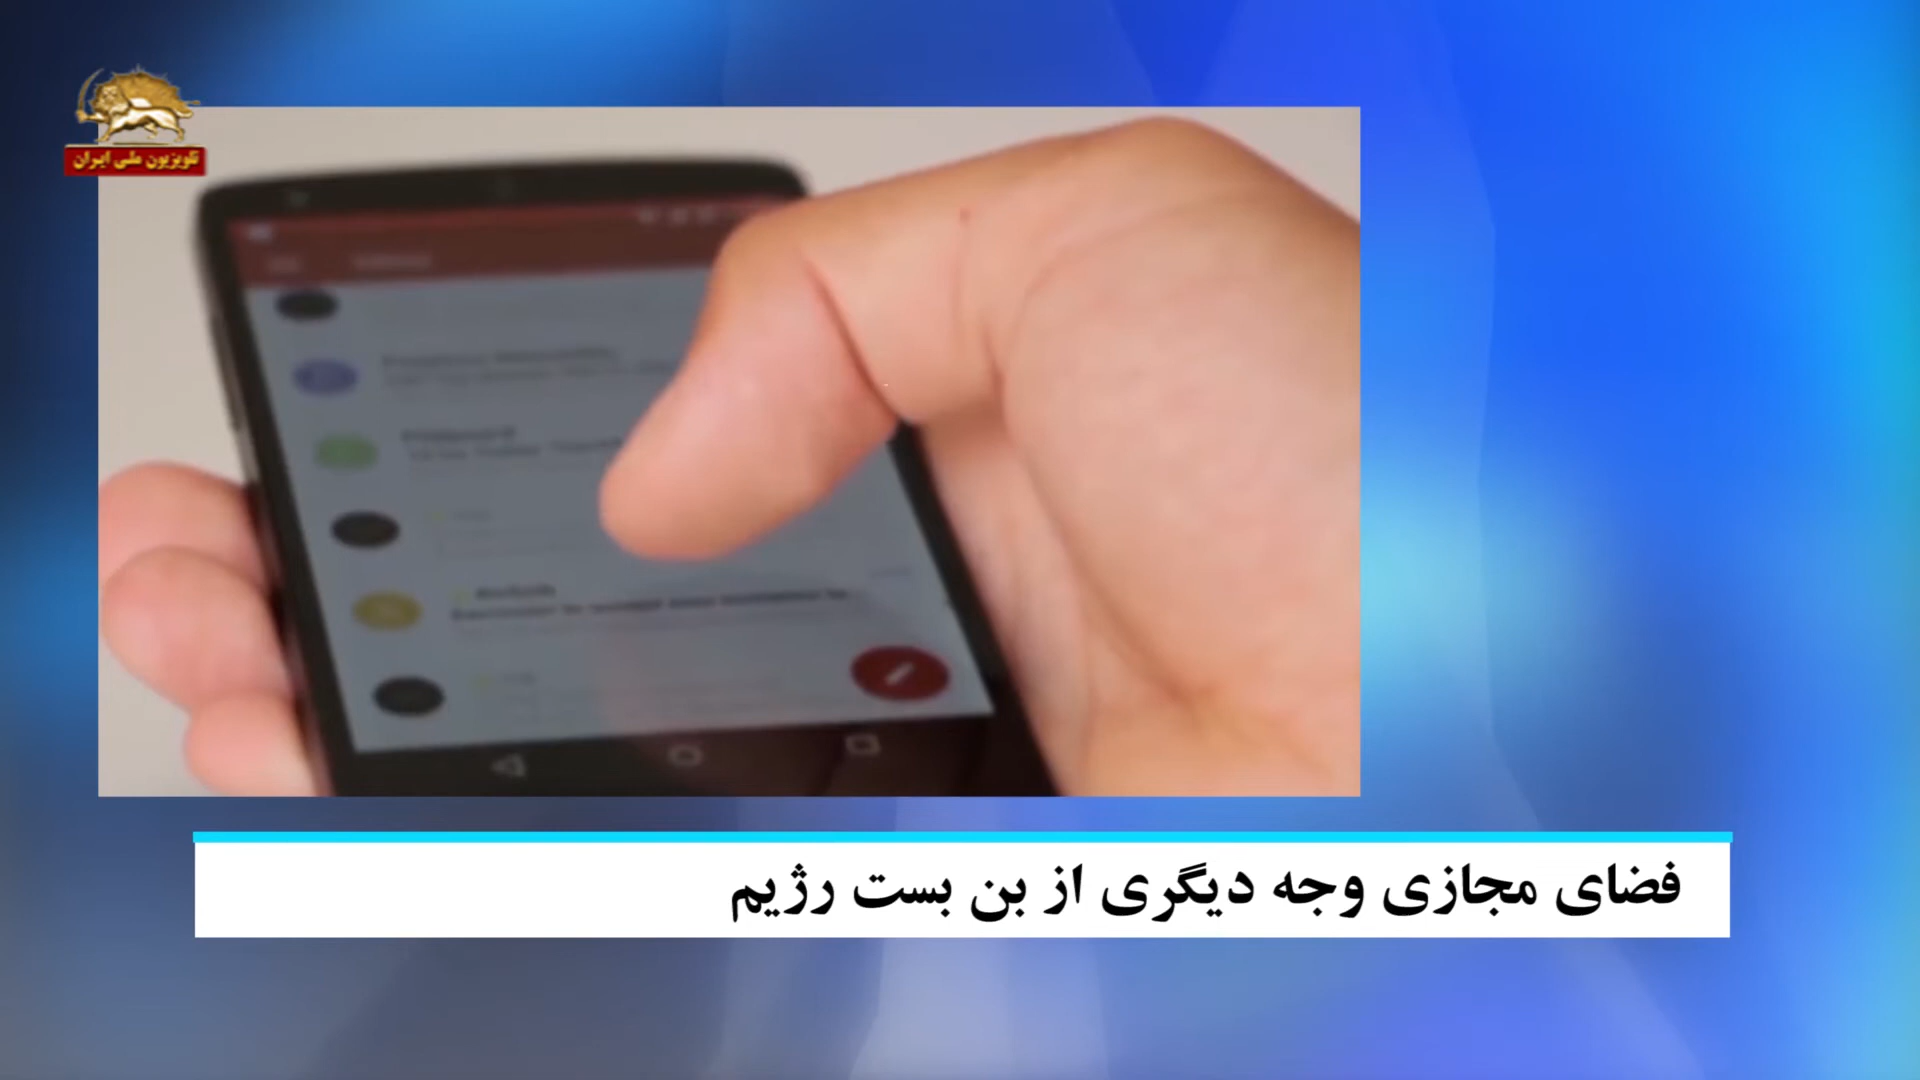 تلویزیون ملی ایران
فضای مجازی وجه دیگری از بن بست رژیم